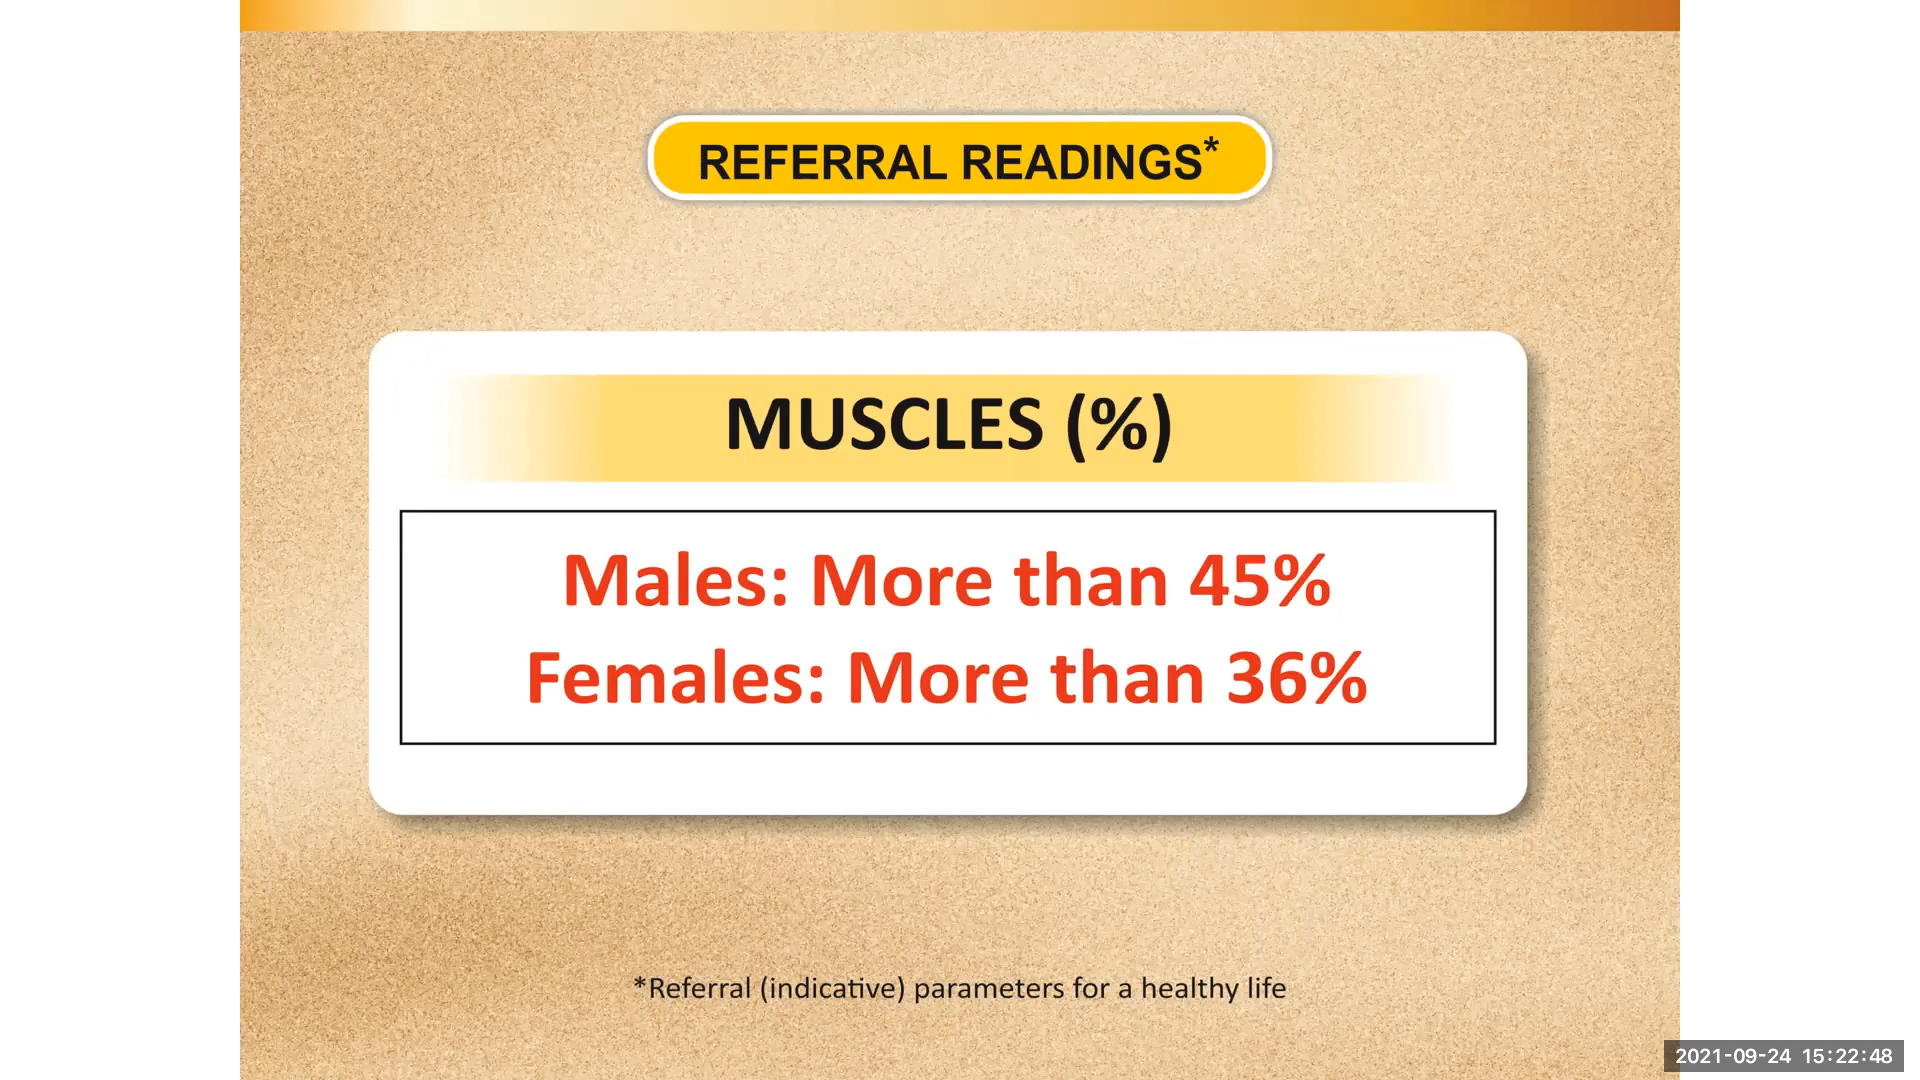 REFERRAL READINGS*
MUSCLES (%)
Males: More than 45%
Females: More than 36%
*Referral (indicative) parameters for a healthy life
2021-09-24 15:22:48